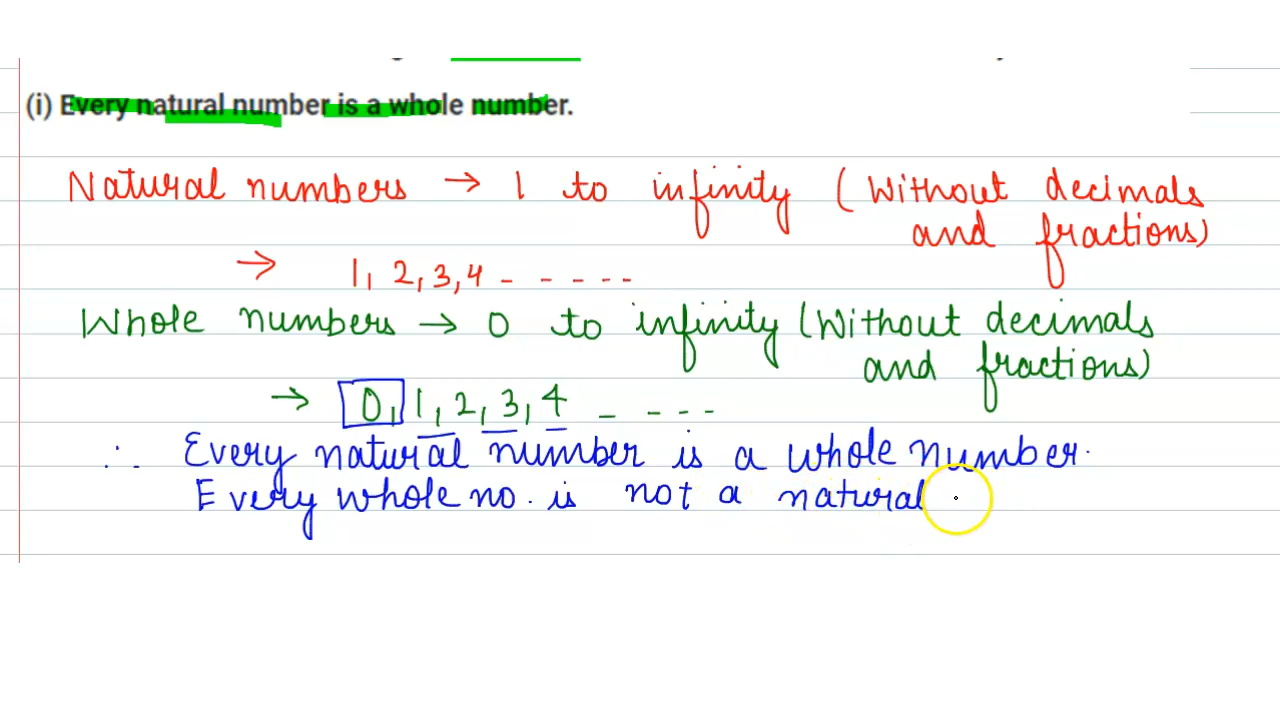 (i) Every natural number is a whole number.
Natural numbers → 1 to infinity (Without decimals
and fractions)
→ 1, 2, 3, 4 - - - - --
Whole numbers → 0 to infinity (Without decimals
and fractions)
→ 0, 1, 2, 3, 4 - - - - -
∴ Every natural number is a whole number.
Every whole no. is not a natural